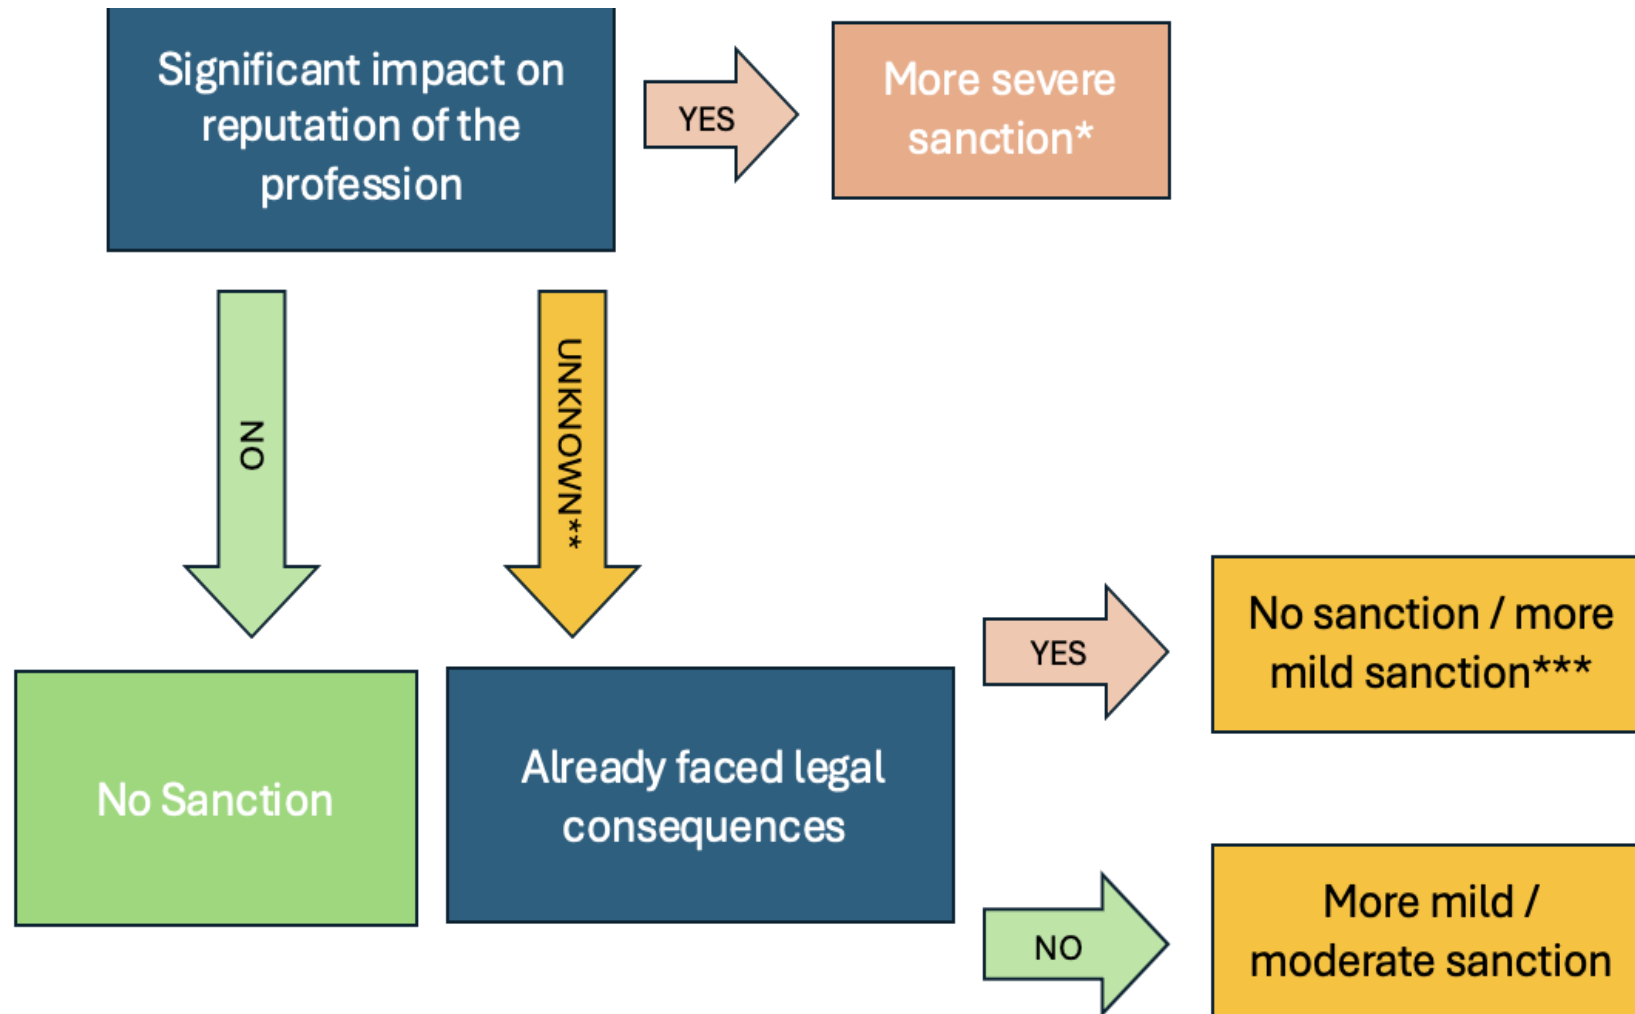 Significant impact on
reputation of the
profession
YES
More severe
sanction*
NO
UNKNOWN**
No Sanction
Already faced legal
consequences
YES
No sanction / more
mild sanction***
NO
More mild /
moderate sanction